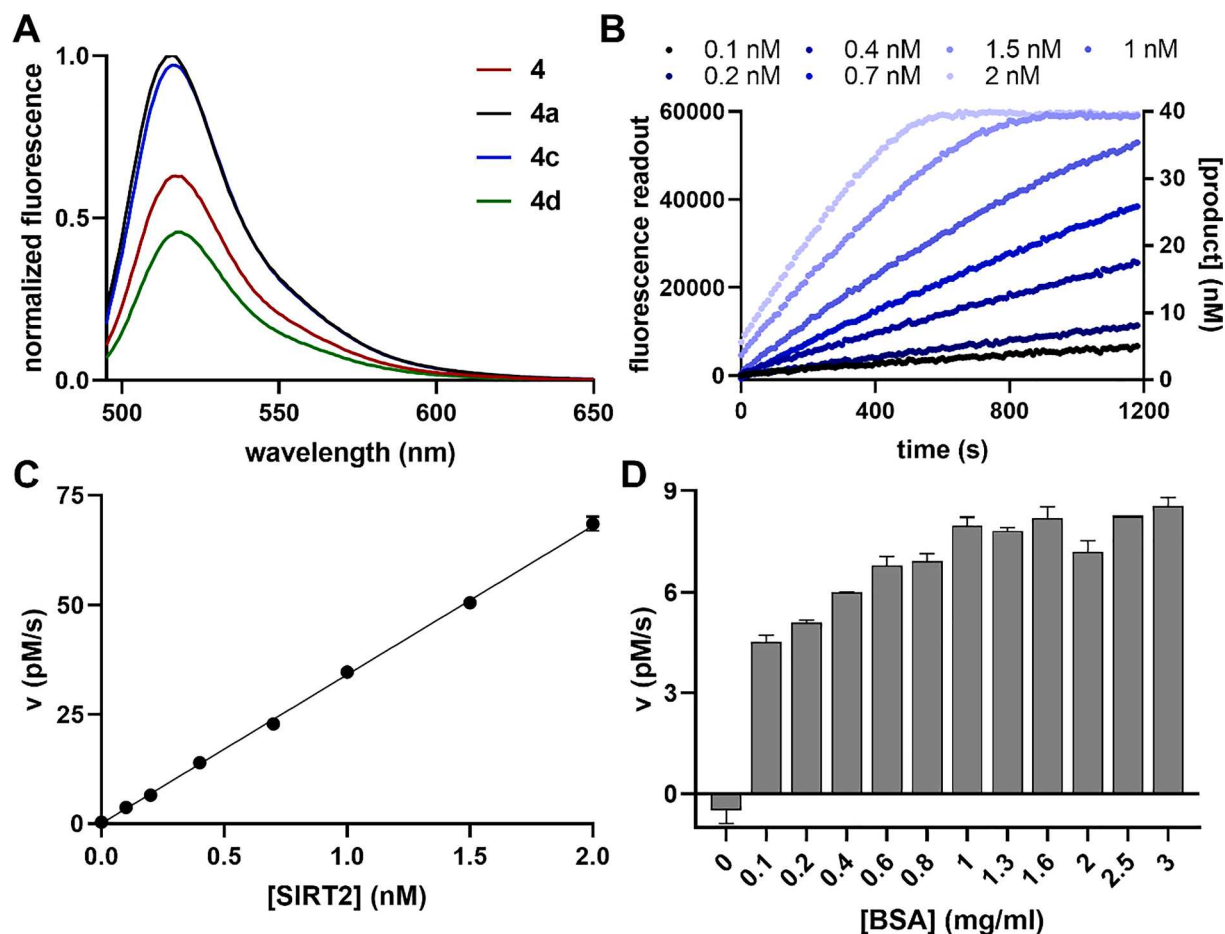 A
normalized fluorescence
1.0
0.5
0.0
500
550
600
650
wavelength (nm)
4
4a
4c
4d
B
0.1 nM
0.4 nM
1.5 nM
1 nM
0.2 nM
0.7 nM
2 nM
fluorescence readout
60000
40000
20000
0
40
30
20
10
0
[product] (nM)
0
400
800
1200
time (s)
C
v (pM/s)
75
50
25
0
0.0
0.5
1.0
1.5
2.0
[SIRT2] (nM)
D
v (pM/s)
9
6
3
0
0
0.1
0.2
0.4
0.6
0.8
1
1.3
1.6
2
2.5
3
[BSA] (mg/ml)